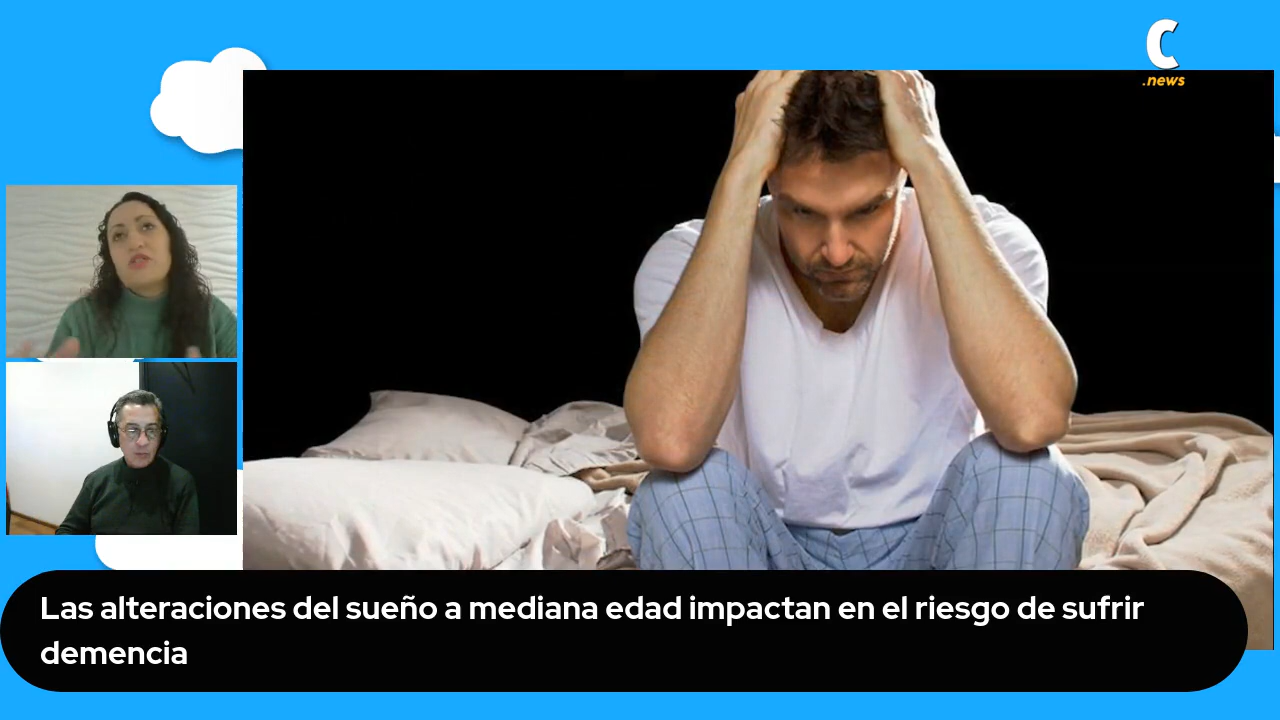 C
.news
Las alteraciones del sueño a mediana edad impactan en el riesgo de sufrir
demencia